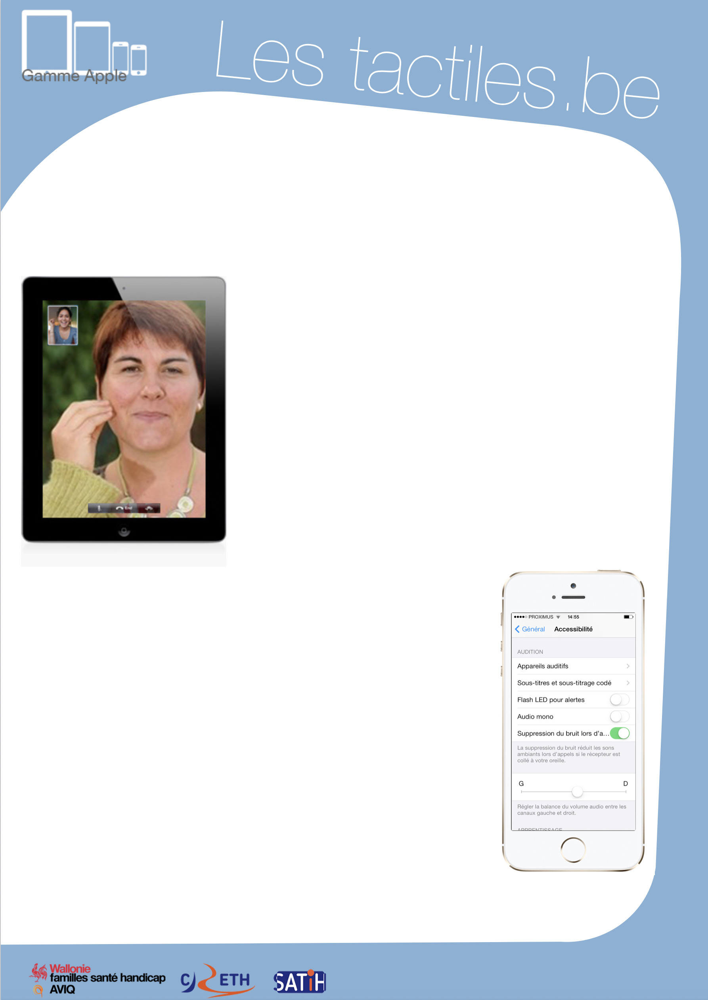 Les tactiles.be
Gamme Apple
End
PROXIMUS 14:55
Général Accessibilité
AUDITION
Appareils auditifs
Sous-titres et sous-titrage codé
Flash LED pour alertes
Audio mono
Suppression du bruit lors d'a...
La suppression du bruit réduit les sons
ambiants lors d'appels si le récepteur est
collé à votre oreille.
G D
Régler la balance du volume audio entre les
canaux gauche et droit.
APPRENTISSAGE
Wallonie
familles santé handicap
AVIQ
CRETH
SATIH